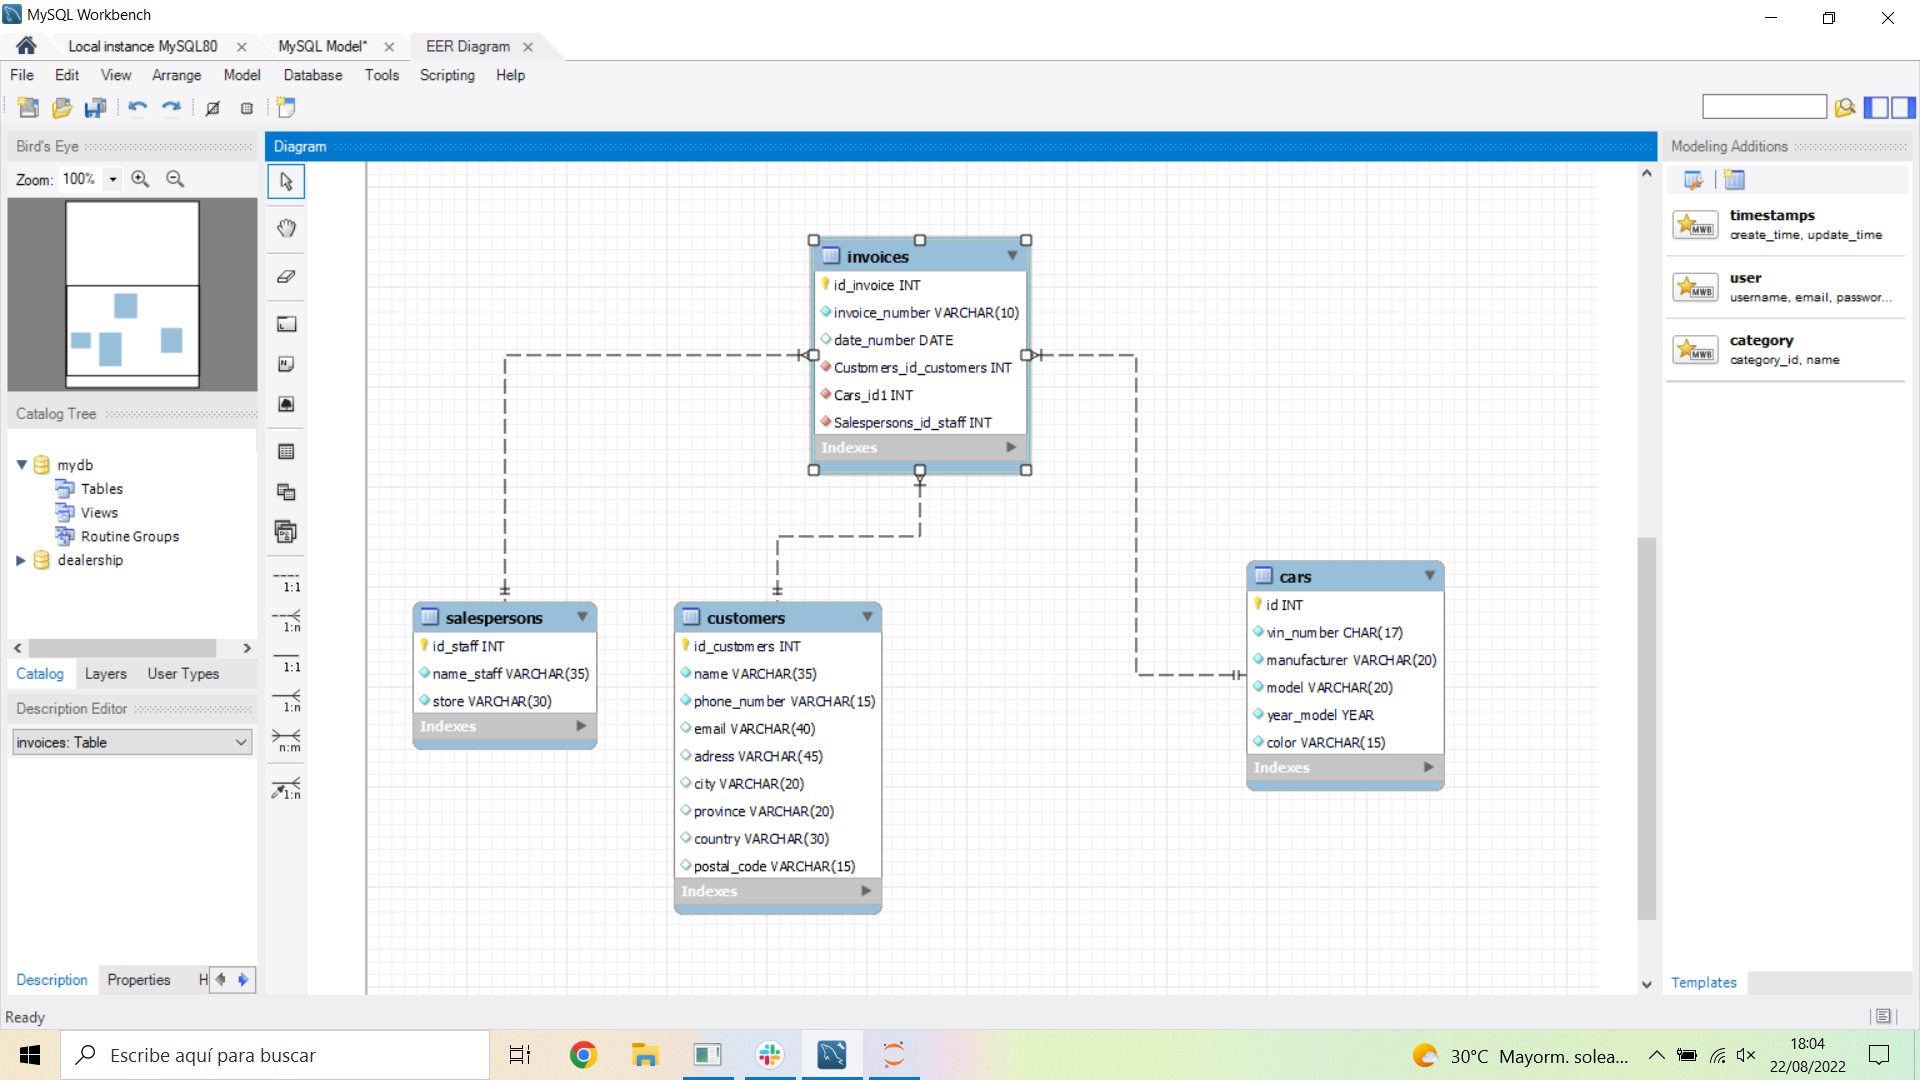 MySQL Workbench
Local instance MySQL80
MySQL Model*
EER Diagram
File Edit View Arrange Model Database Tools Scripting Help
Bird's Eye
Zoom: 100%
Catalog Tree
mydb
Tables
Views
Routine Groups
dealership
Catalog Layers User Types
Description Editor
invoices: Table
Description Properties H
Ready
Diagram
1:1
1:n
1:1
1:n
n:m
1:n
invoices
id_invoice INT
invoice_number VARCHAR(10)
date_number DATE
Customers_id_customers INT
Cars_id1 INT
Salespersons_id_staff INT
Indexes
salespersons
id_staff INT
name_staff VARCHAR(35)
store VARCHAR(30)
Indexes
customers
id_customers INT
name VARCHAR(35)
phone_number VARCHAR(15)
email VARCHAR(40)
adress VARCHAR(45)
city VARCHAR(20)
province VARCHAR(20)
country VARCHAR(30)
postal_code VARCHAR(15)
Indexes
cars
id INT
vin_number CHAR(17)
manufacturer VARCHAR(20)
model VARCHAR(20)
year_model YEAR
color VARCHAR(15)
Indexes
Modeling Additions
MWB
timestamps
create_time, update_time
MWB
user
username, email, passwor...
MWB
category
category_id, name
Templates
Escribe aquí para buscar
30°C Mayorm. solea...
18:04
22/08/2022